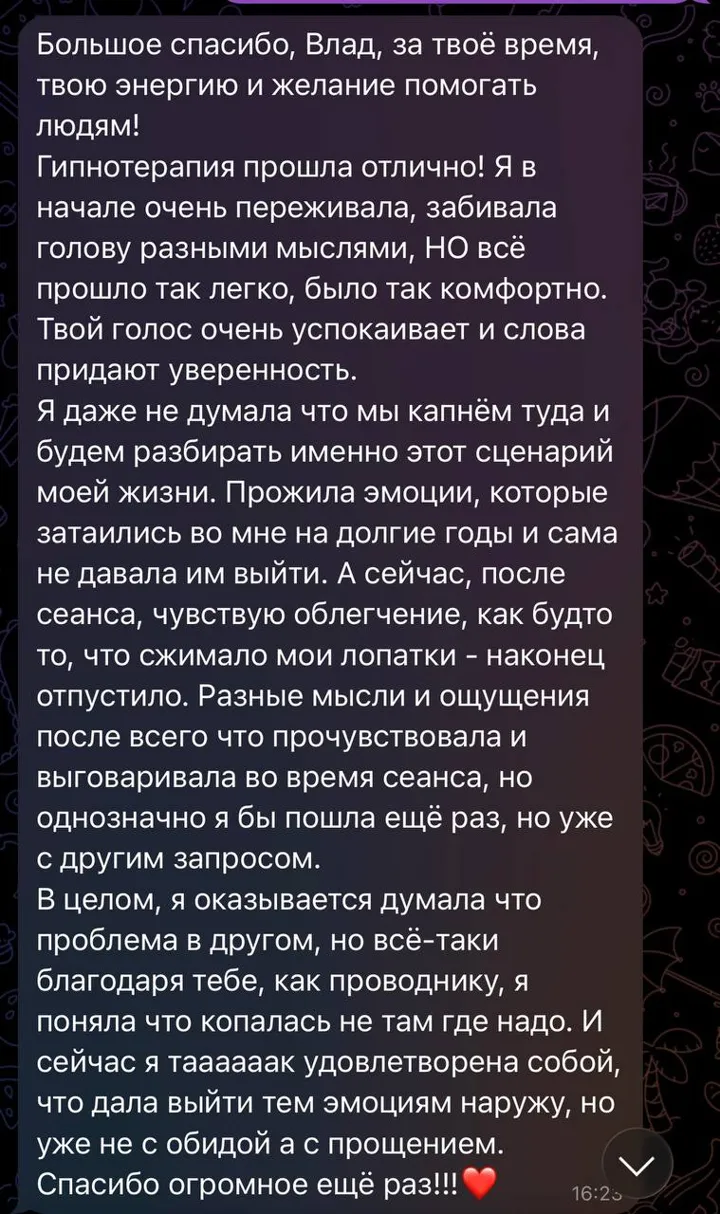 Большое спасибо, Влад, за твоё время,
твою энергию и желание помогать
людям!
Гипнотерапия прошла отлично! Я в
начале очень переживала, забивала
голову разными мыслями, НО всё
прошло так легко, было так комфортно.
Твой голос очень успокаивает и слова
придают уверенность.
Я даже не думала что мы капнём туда и
будем разбирать именно этот сценарий
моей жизни. Прожила эмоции, которые
затаились во мне на долгие годы и сама
не давала им выйти. А сейчас, после
сеанса, чувствую облегчение, как будто
то, что сжимало мои лопатки - наконец
отпустило. Разные мысли и ощущения
после всего что прочувствовала и
выговаривала во время сеанса, но
однозначно я бы пошла ещё раз, но уже
с другим запросом.
В целом, я оказывается думала что
проблема в другом, но всё-таки
благодаря тебе, как проводнику, я
поняла что копалась не там где надо. И
сейчас я тааааааак удовлетворена собой,
что дала выйти тем эмоциям наружу, но
уже не с обидой а с прощением.
Спасибо огромное ещё раз!!!❤️
16:23